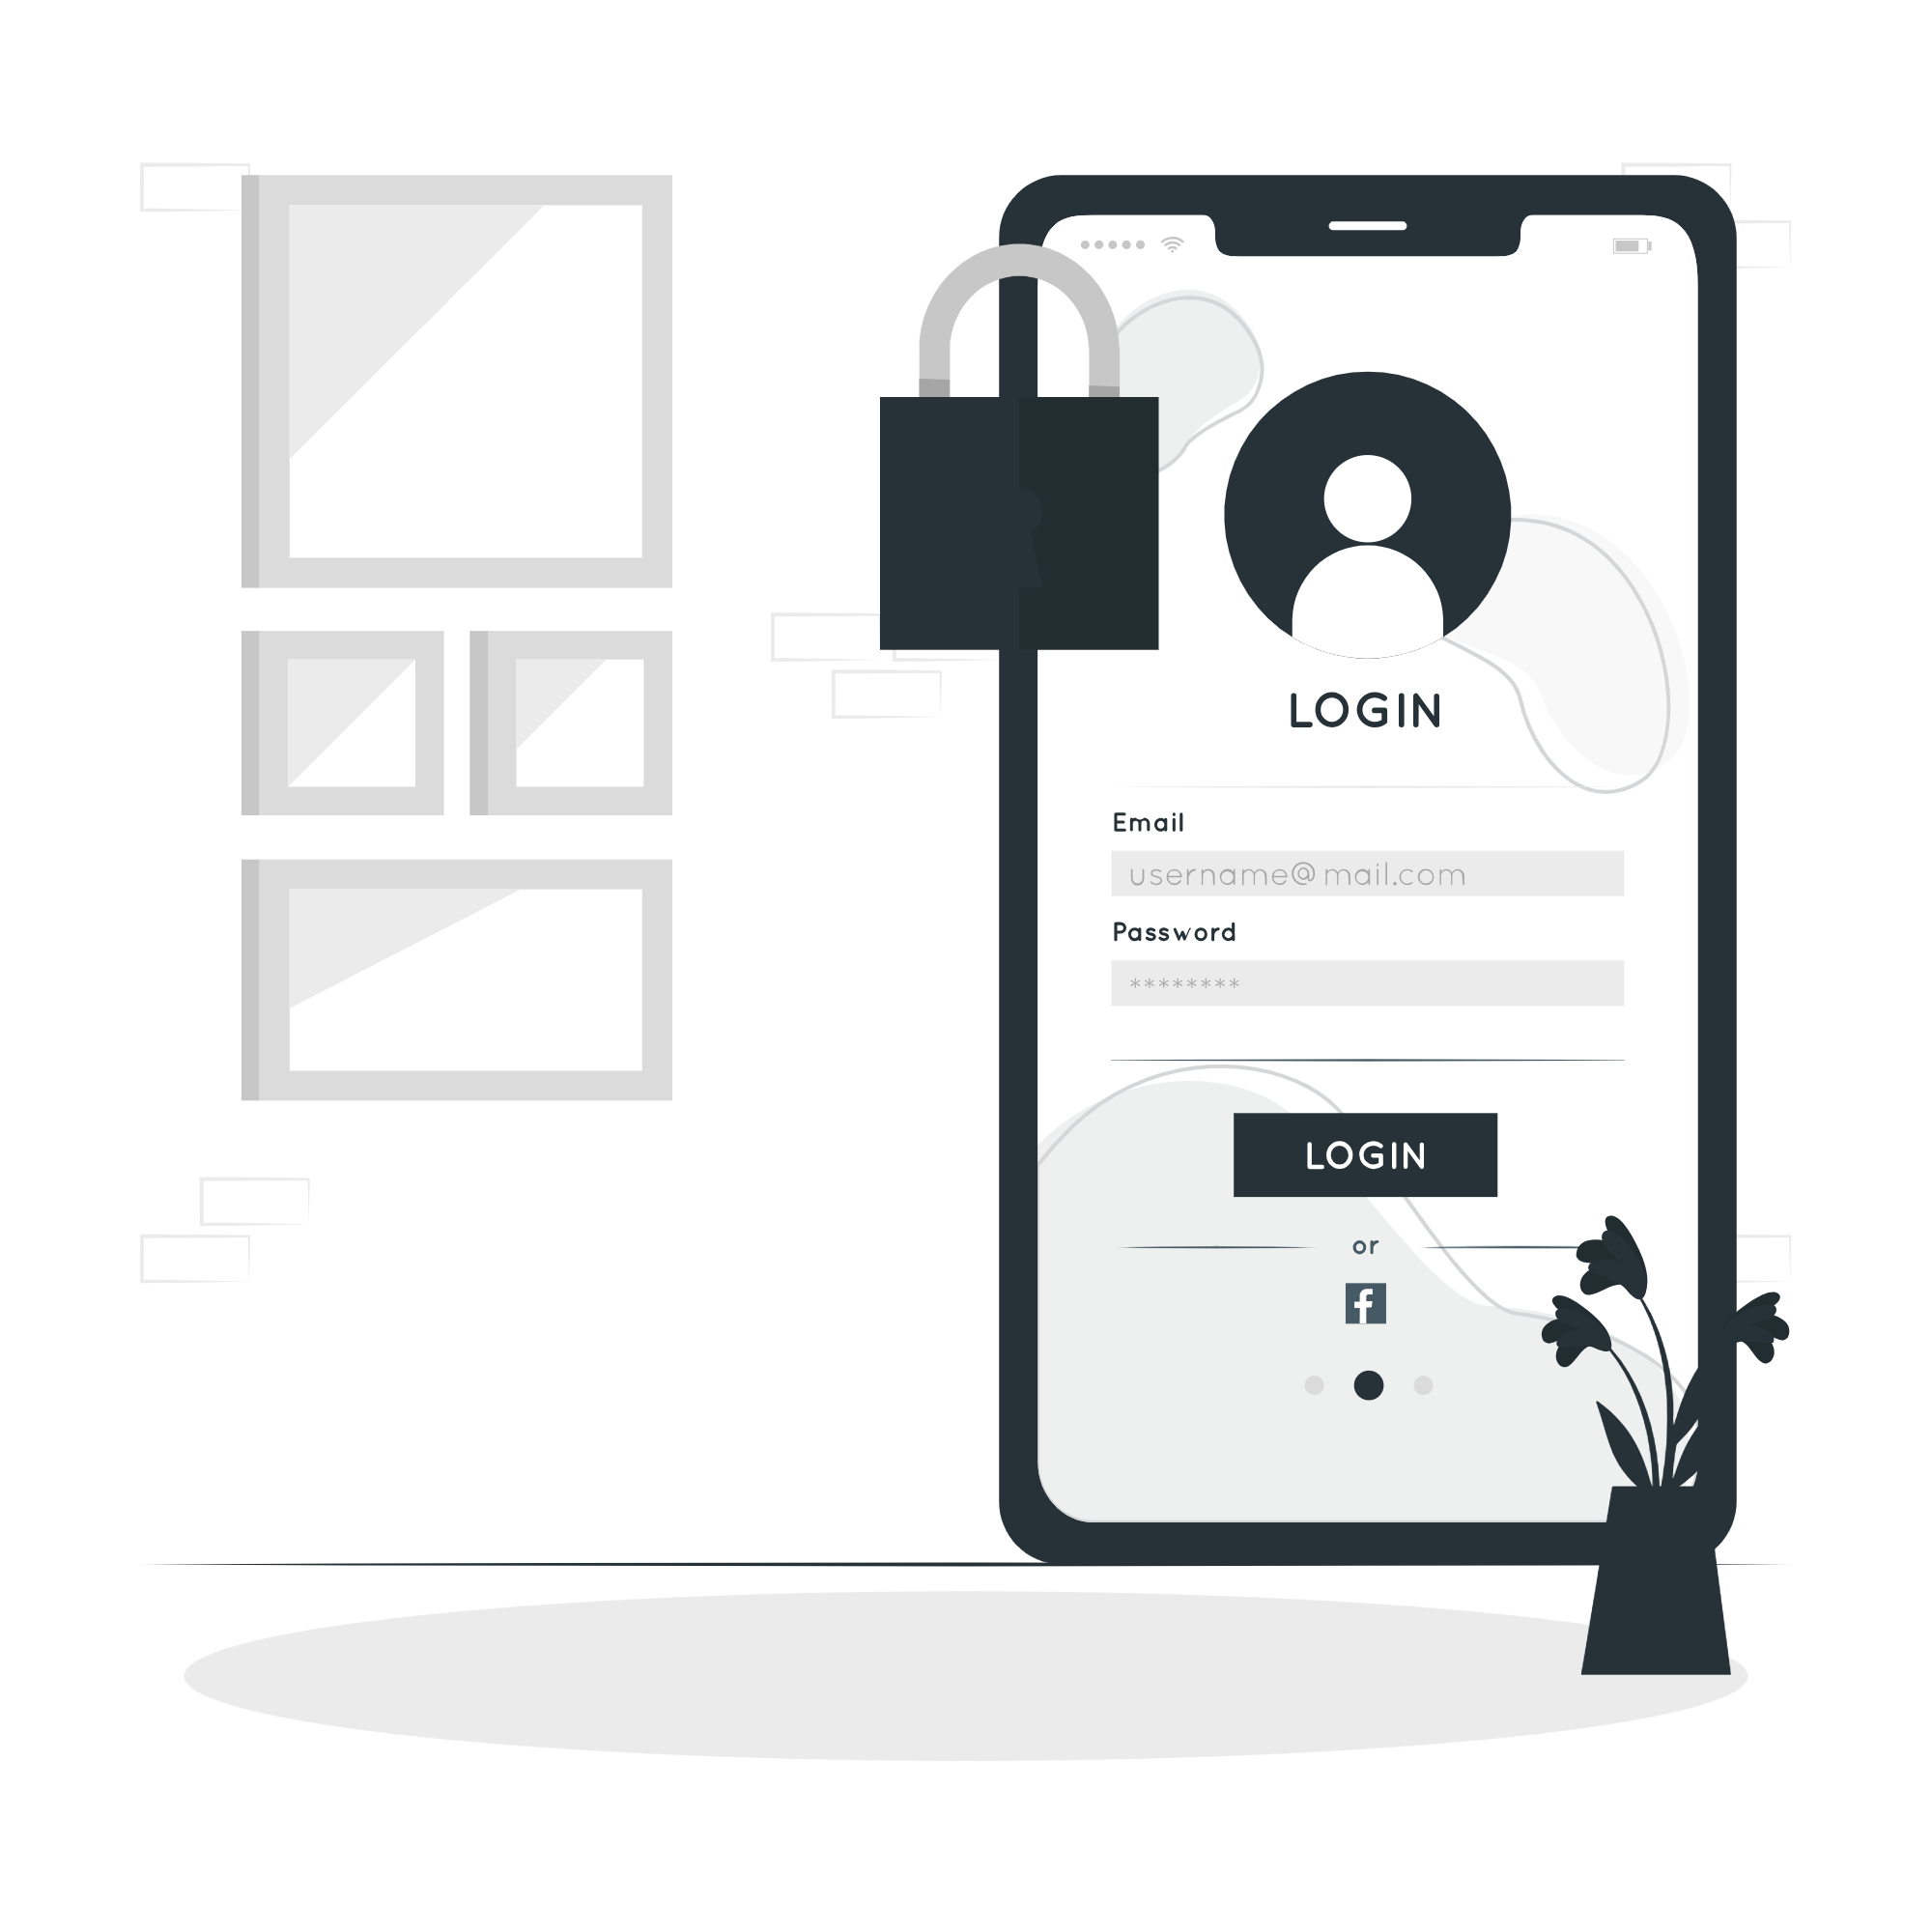 LOGIN
Email
username@mail.com
Password
********
LOGIN
or
f